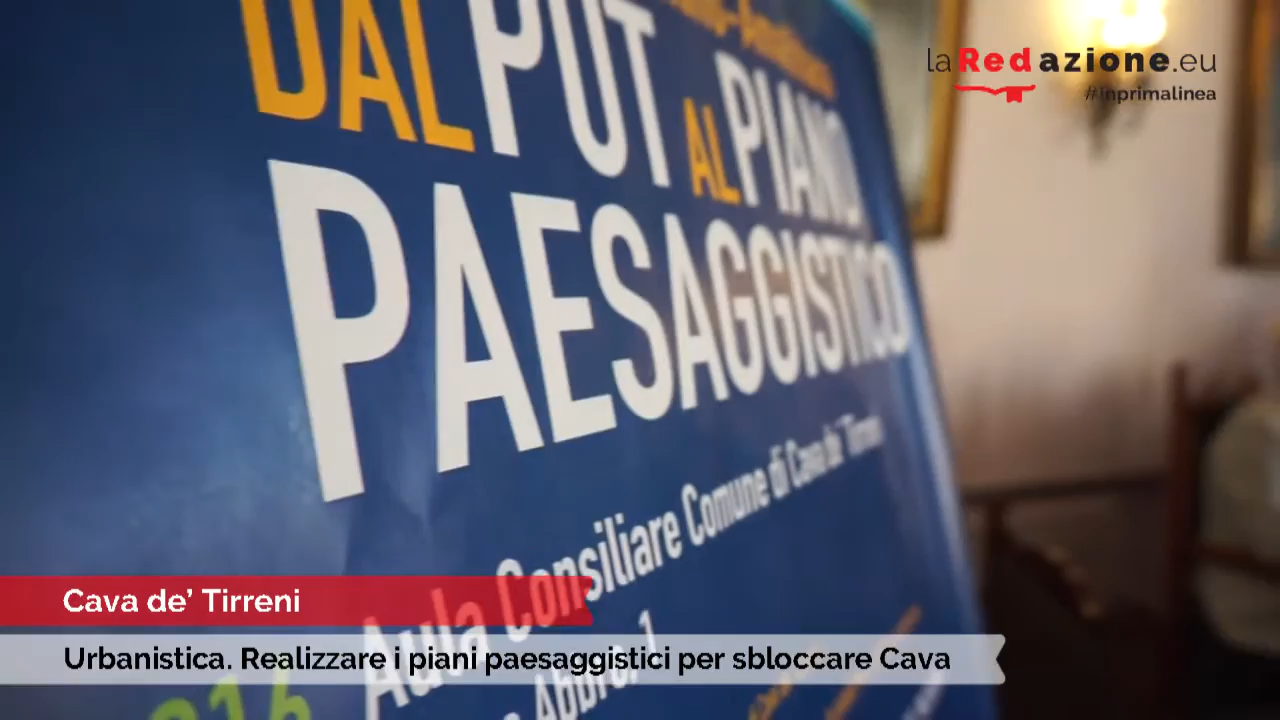 laRedazione.eu
#inprimalinea
DAL PUT AL PIANO
PAESAGGISTICO
Aula Consiliare Comune di Cava de' Tirreni
Cava de’ Tirreni
Urbanistica. Realizzare i piani paesaggistici per sbloccare Cava